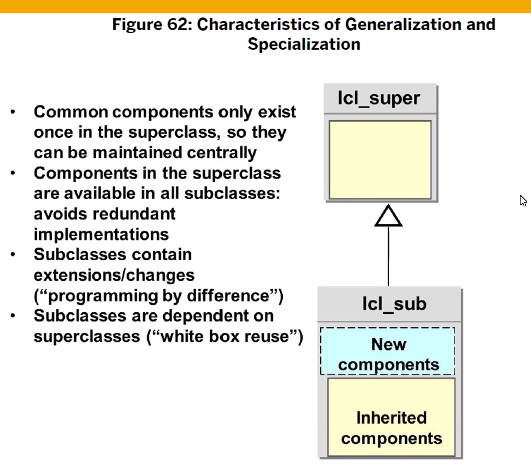 Figure 62: Characteristics of Generalization and
Specialization
• Common components only exist
once in the superclass, so they
can be maintained centrally
• Components in the superclass
are available in all subclasses:
avoids redundant
implementations
• Subclasses contain
extensions/changes
(“programming by difference”)
• Subclasses are dependent on
superclasses (“white box reuse”)
lcl_super
lcl_sub
New
components
Inherited
components